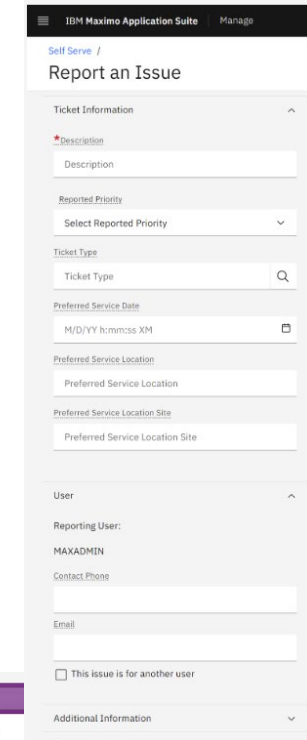 IBM Maximo Application Suite Manage
Self Serve /
Report an Issue
Ticket Information
*Description
Description
Reported Priority
Select Reported Priority
Ticket Type
Ticket Type
Preferred Service Date
M/D/YY h:mm:ss XM
Preferred Service Location
Preferred Service Location
Preferred Service Location Site
Preferred Service Location Site
User
Reporting User:
MAXADMIN
Contact Phone
Email
This issue is for another user
Additional Information